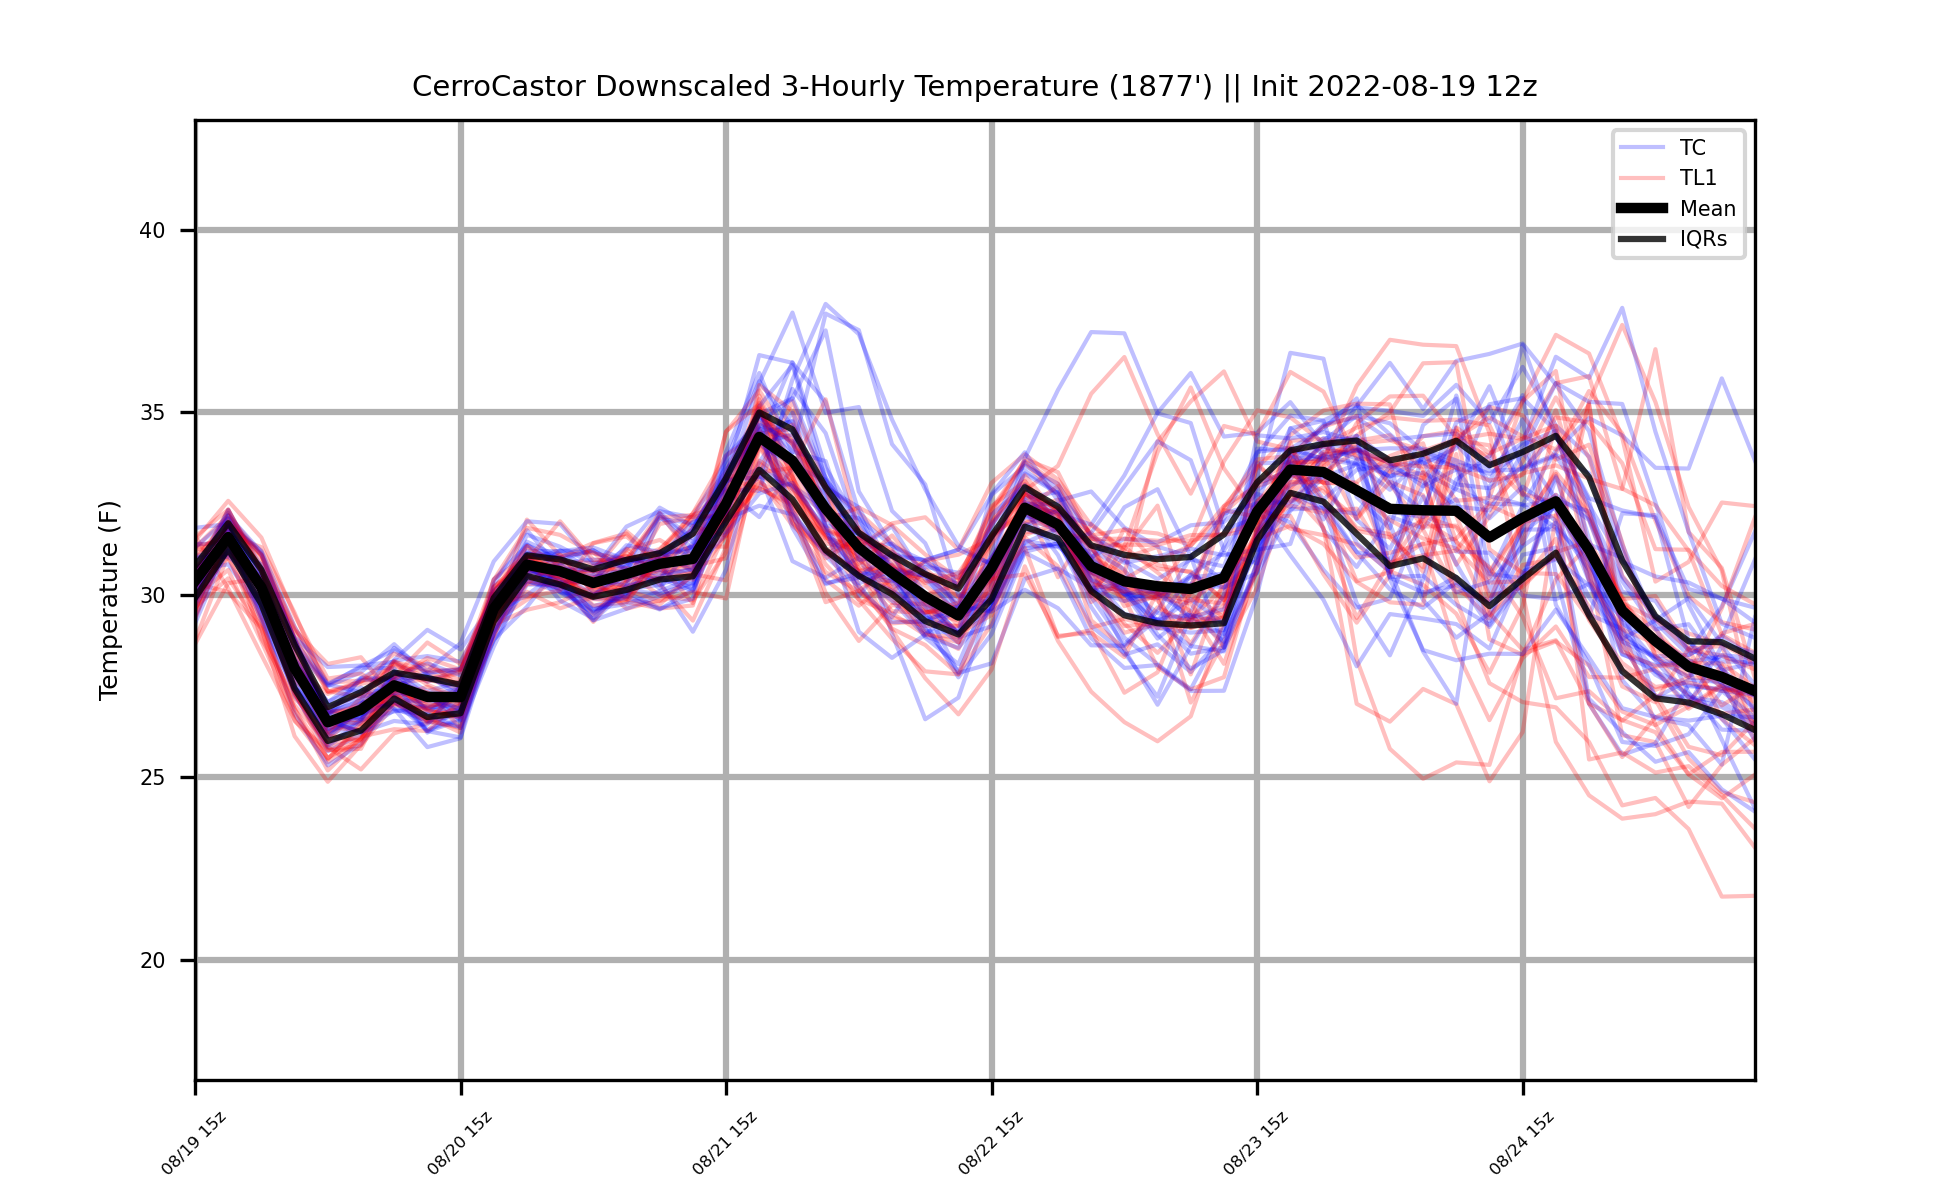 CerroCastor Downscaled 3-Hourly Temperature (1877') || Init 2022-08-19 12z
TC
TL1
Mean
IQRs
Temperature (F)
40
35
30
25
20
08/19 15z
08/20 15z
08/21 15z
08/22 15z
08/23 15z
08/24 15z